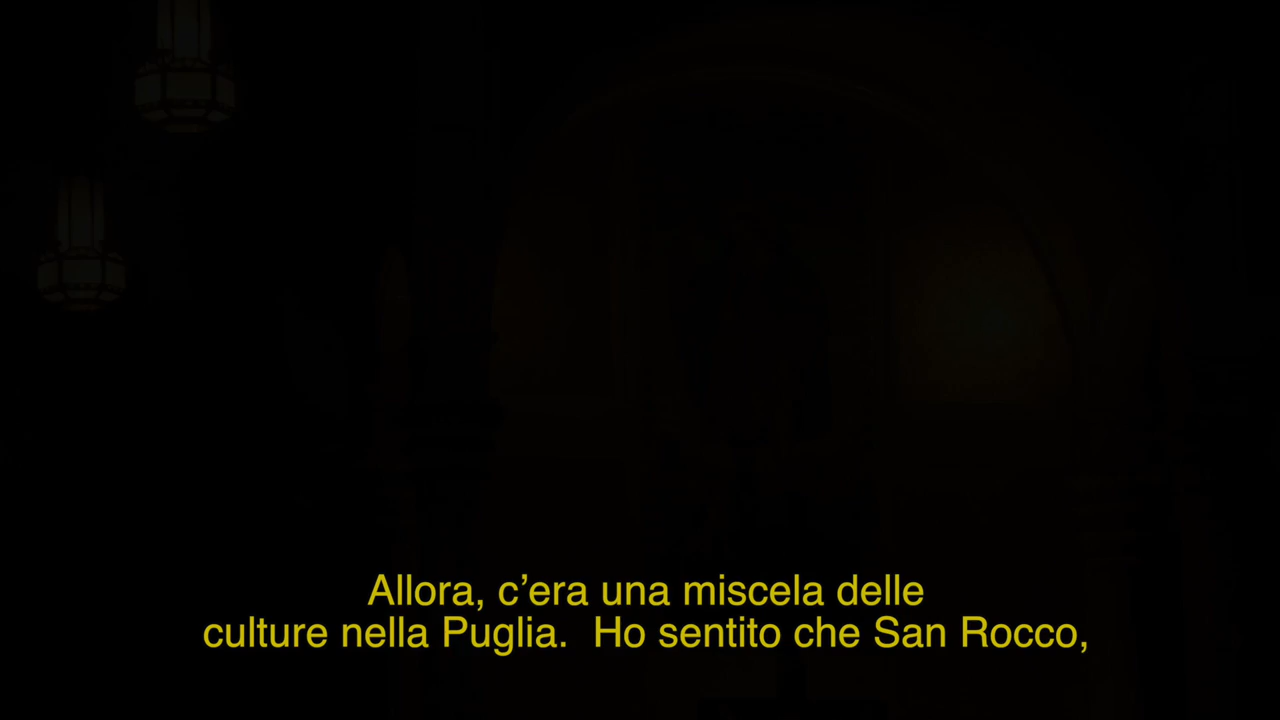 Allora, c’era una miscela delle
culture nella Puglia.  Ho sentito che San Rocco,